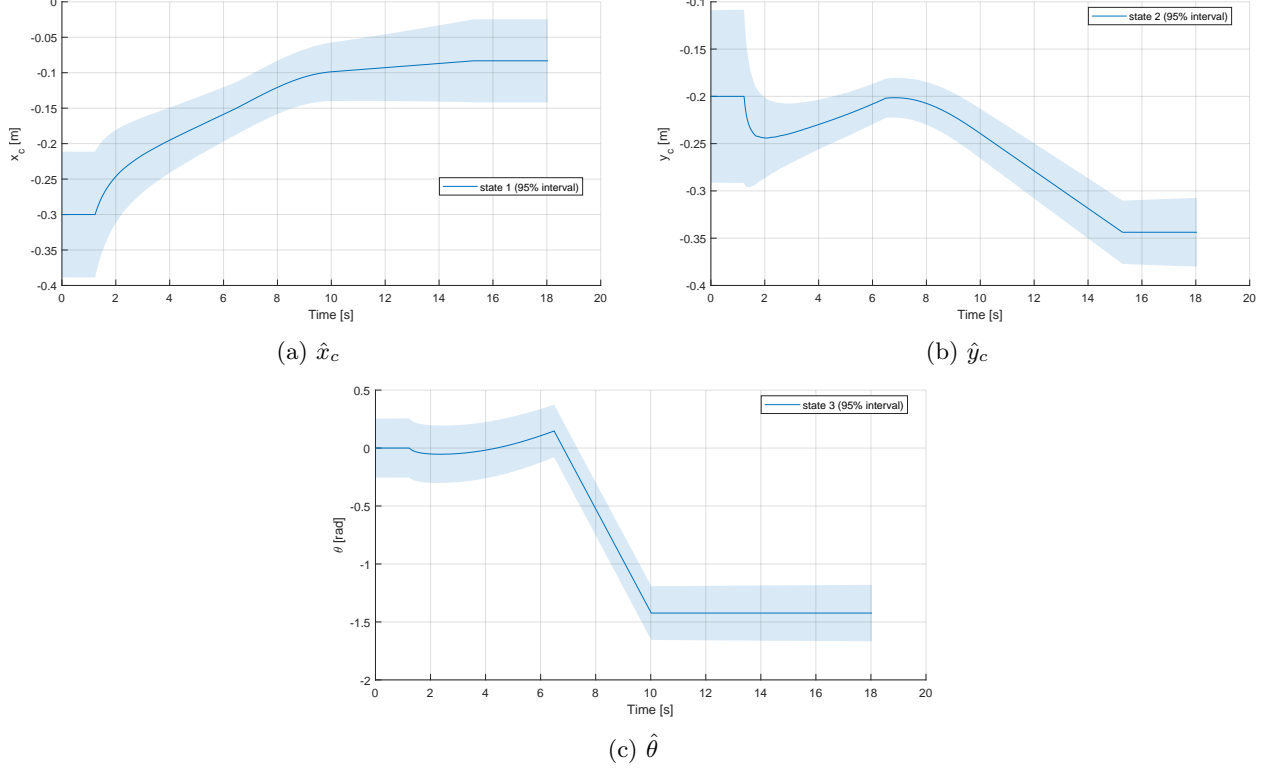 0
-0.05
-0.1
-0.15
-0.2
-0.25
-0.3
-0.35
-0.4
x_c [m]
state 1 (95% interval)
0 2 4 6 8 10 12 14 16 18 20
Time [s]
(a) x̂_c
-0.1
-0.15
-0.2
-0.25
-0.3
-0.35
-0.4
y_c [m]
state 2 (95% interval)
0 2 4 6 8 10 12 14 16 18 20
Time [s]
(b) ŷ_c
0.5
0
-0.5
-1
-1.5
-2
θ [rad]
state 3 (95% interval)
0 2 4 6 8 10 12 14 16 18 20
Time [s]
(c) θ̂